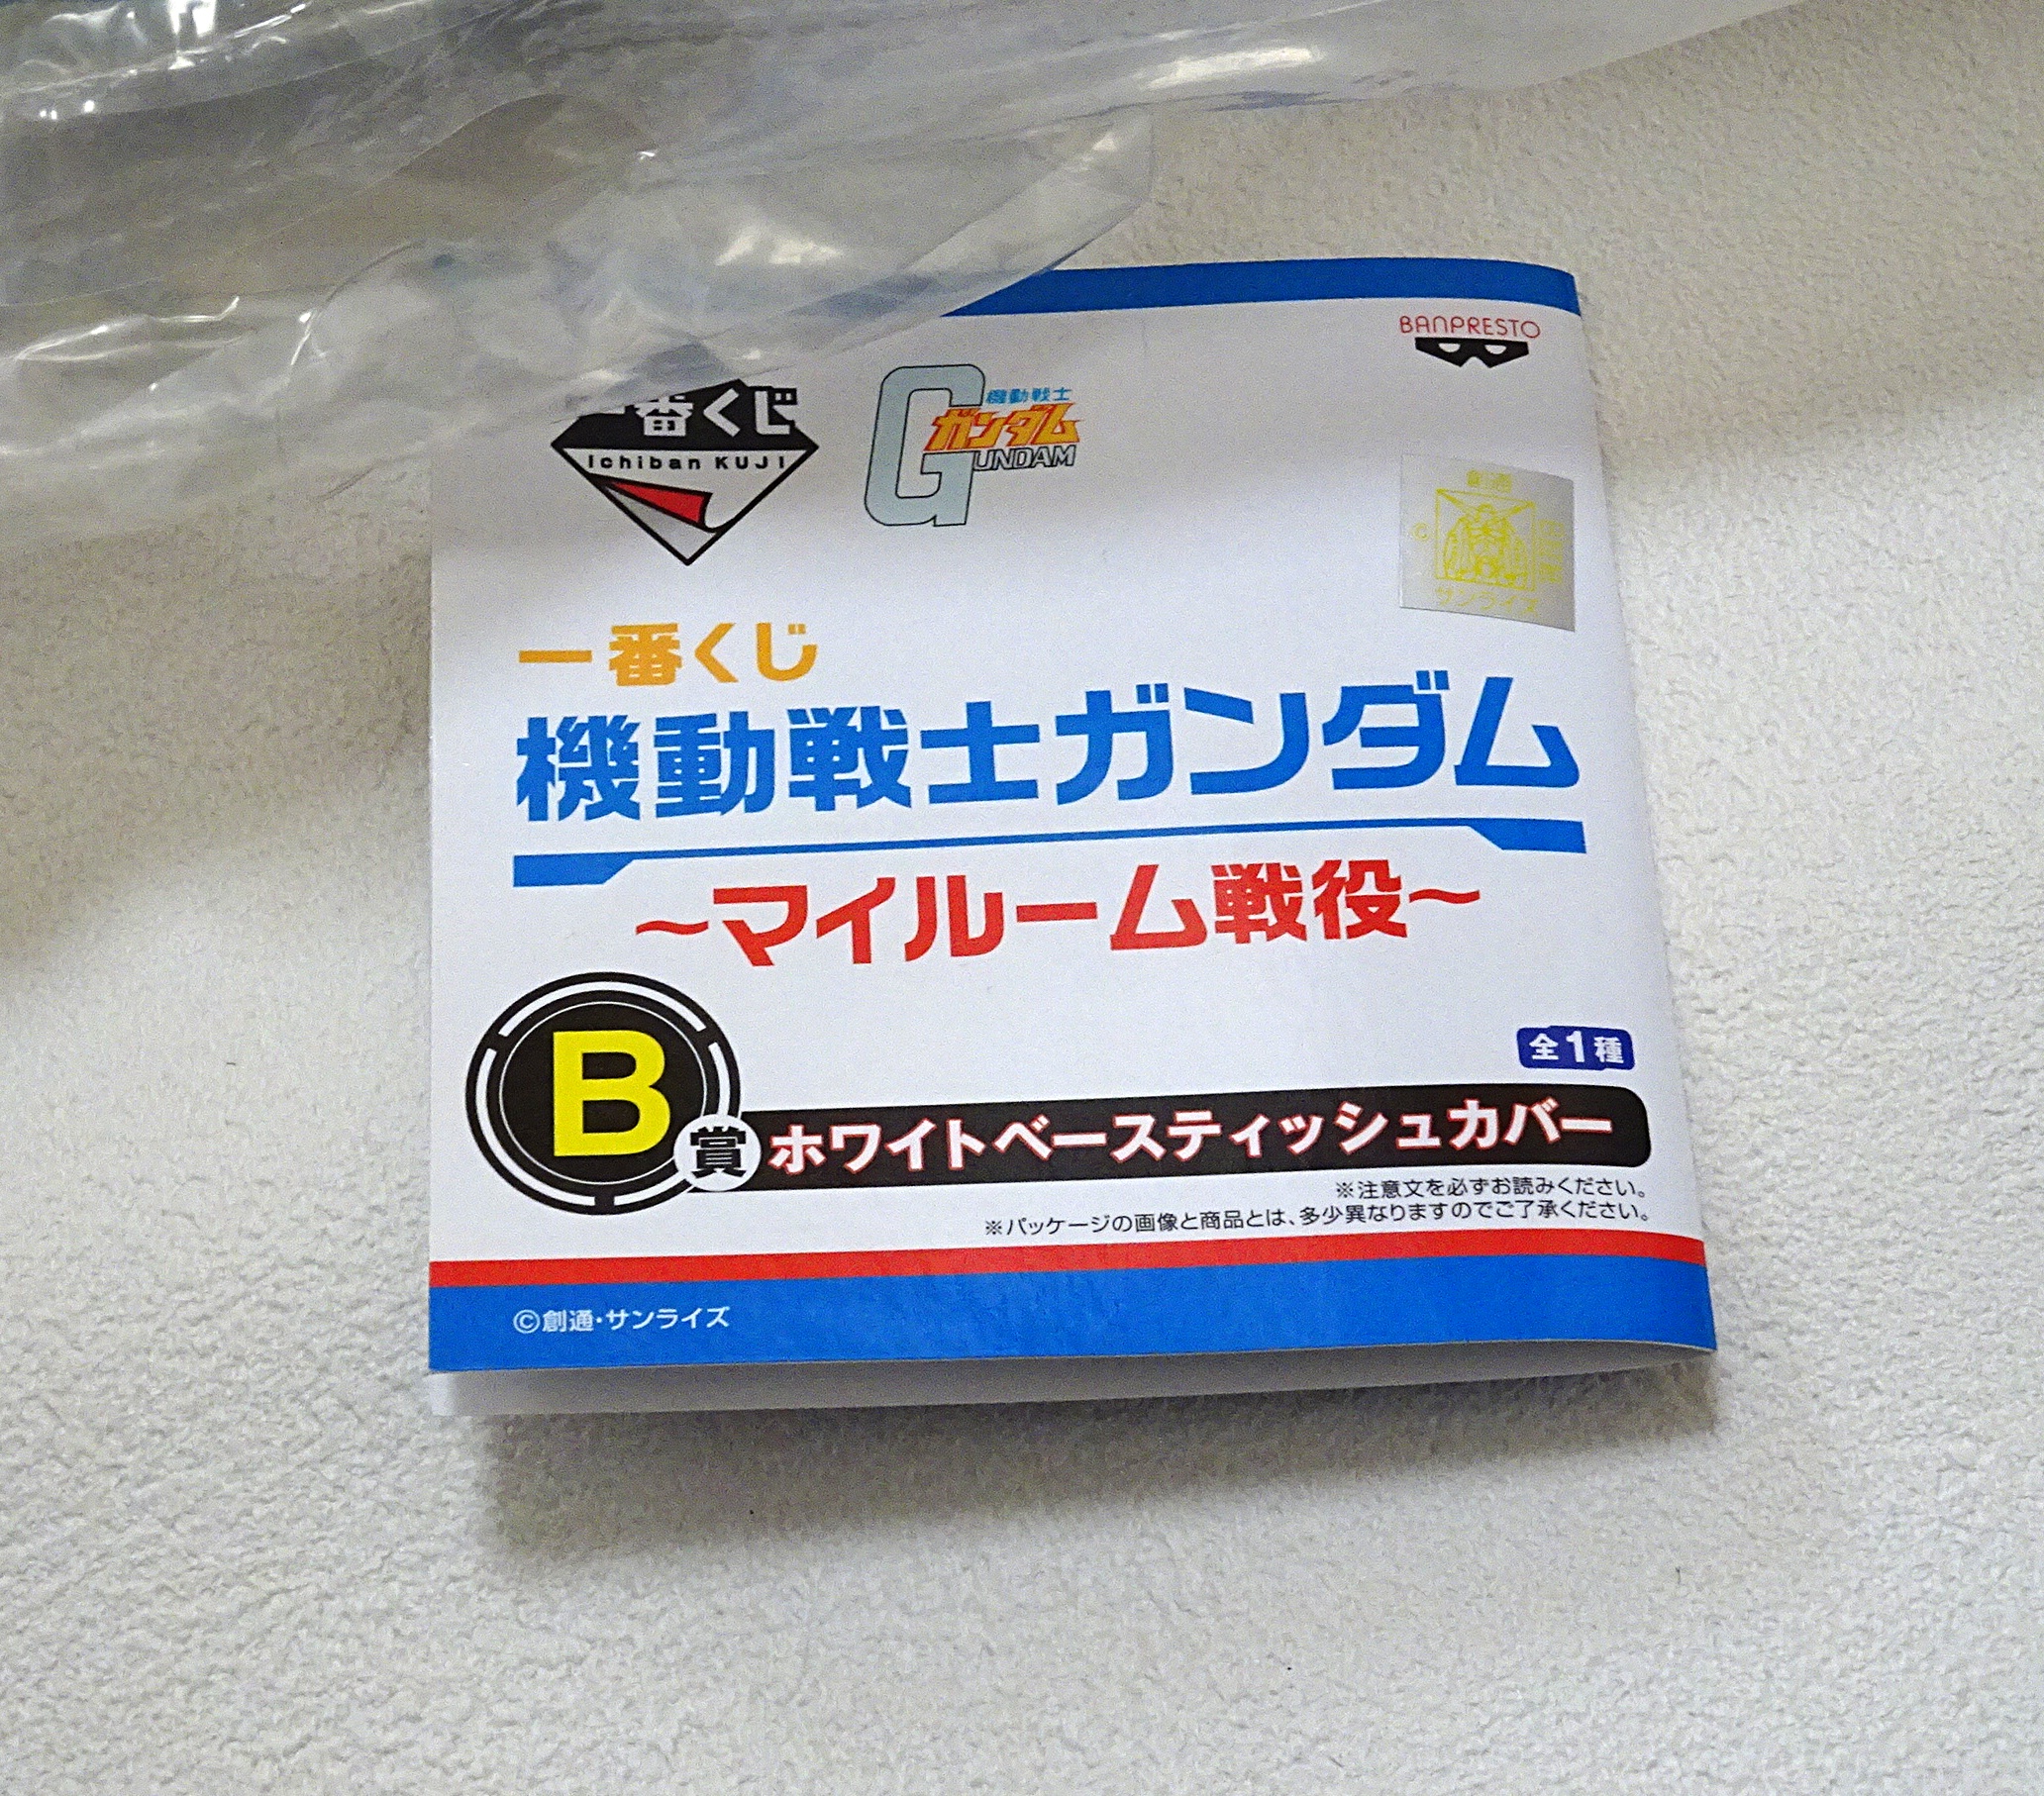 一番くじ
Ichiban KUJI
機動戦士
ガンダム
GUNDAM
BANPRESTO
創通
サンライズ
一番くじ
機動戦士ガンダム
～マイルーム戦役～
B賞
全1種
ホワイトベースティッシュカバー
※注意文を必ずお読みください。
※パッケージの画像と商品とは、多少異なりますのでご了承ください。
©創通・サンライズ